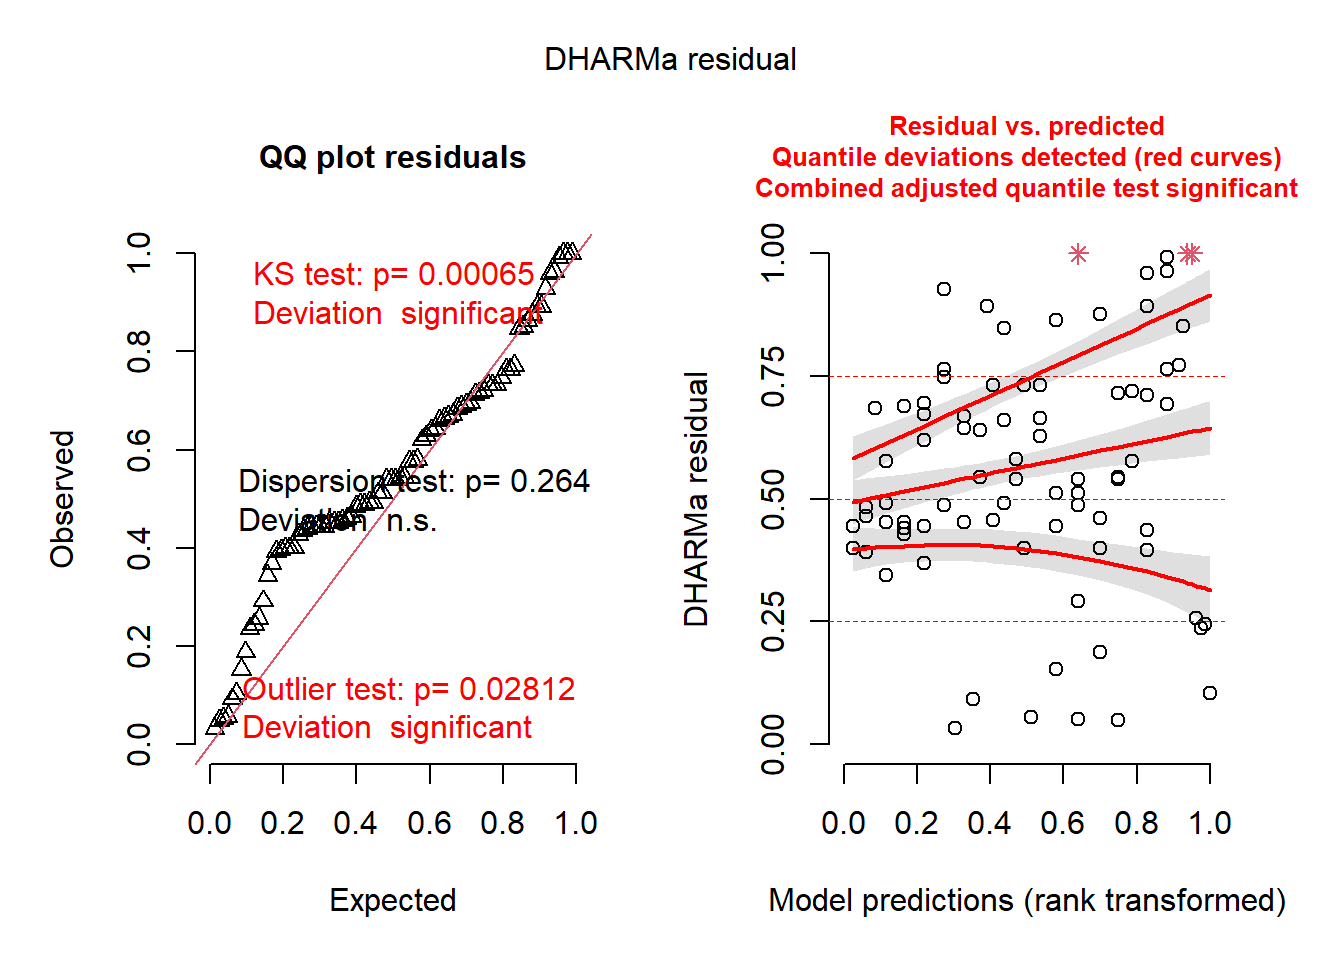 DHARMa residual
QQ plot residuals
KS test: p= 0.00065
Deviation  significant
Dispersion test: p= 0.264
Deviation  n.s.
Outlier test: p= 0.02812
Deviation  significant
Observed
0.0 0.2 0.4 0.6 0.8 1.0
0.0 0.2 0.4 0.6 0.8 1.0
Expected
Residual vs. predicted
Quantile deviations detected (red curves)
Combined adjusted quantile test significant
DHARMa residual
0.00 0.25 0.50 0.75 1.00
0.0 0.2 0.4 0.6 0.8 1.0
Model predictions (rank transformed)